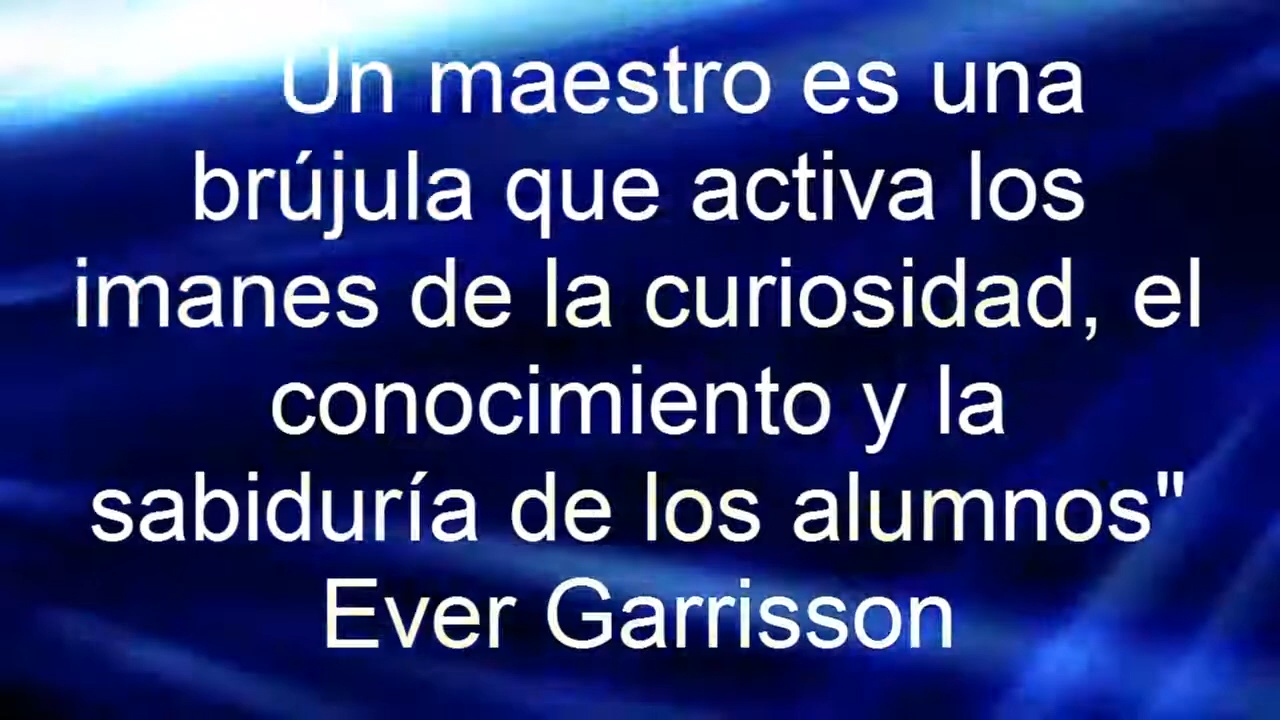 Un maestro es una
brújula que activa los
imanes de la curiosidad, el
conocimiento y la
sabiduría de los alumnos"
Ever Garrisson